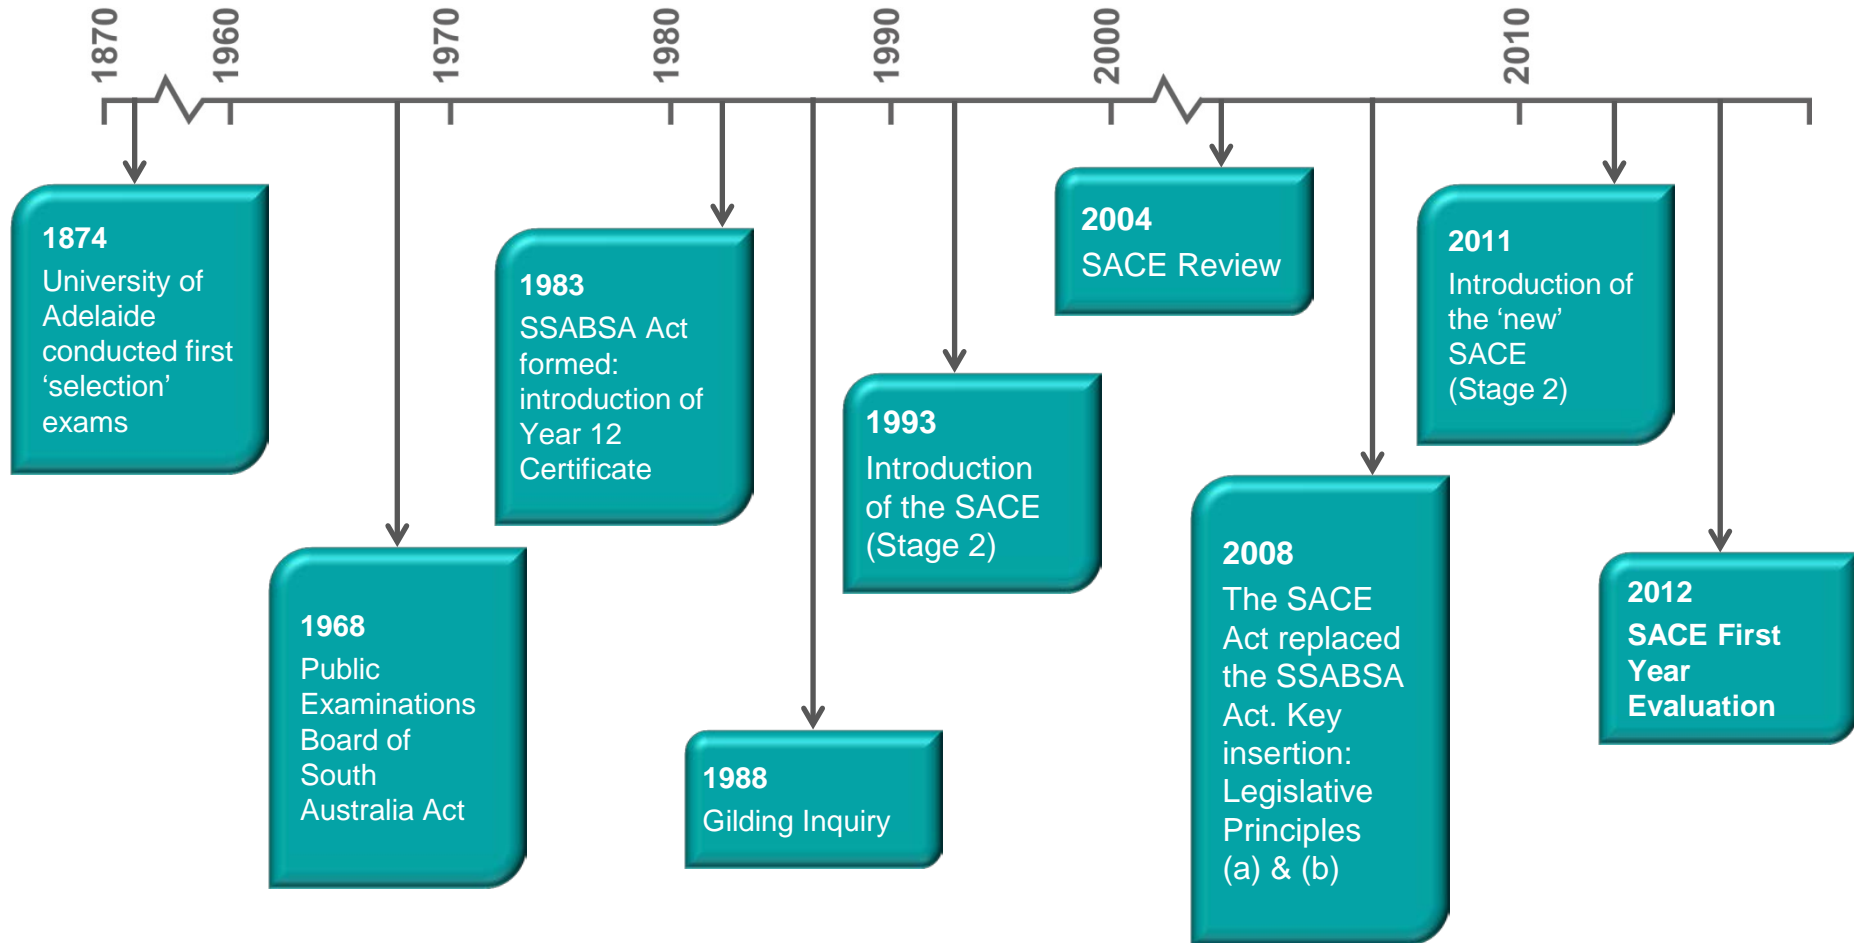 1870
1960
1970
1980
1990
2000
2010
1874
University of
Adelaide
conducted first
‘selection’
exams
1968
Public
Examinations
Board of
South
Australia Act
1983
SSABSA Act
formed:
introduction of
Year 12
Certificate
1988
Gilding Inquiry
1993
Introduction
of the SACE
(Stage 2)
2004
SACE Review
2008
The SACE
Act replaced
the SSABSA
Act. Key
insertion:
Legislative
Principles
(a) & (b)
2011
Introduction of
the ‘new’
SACE
(Stage 2)
2012
SACE First
Year
Evaluation